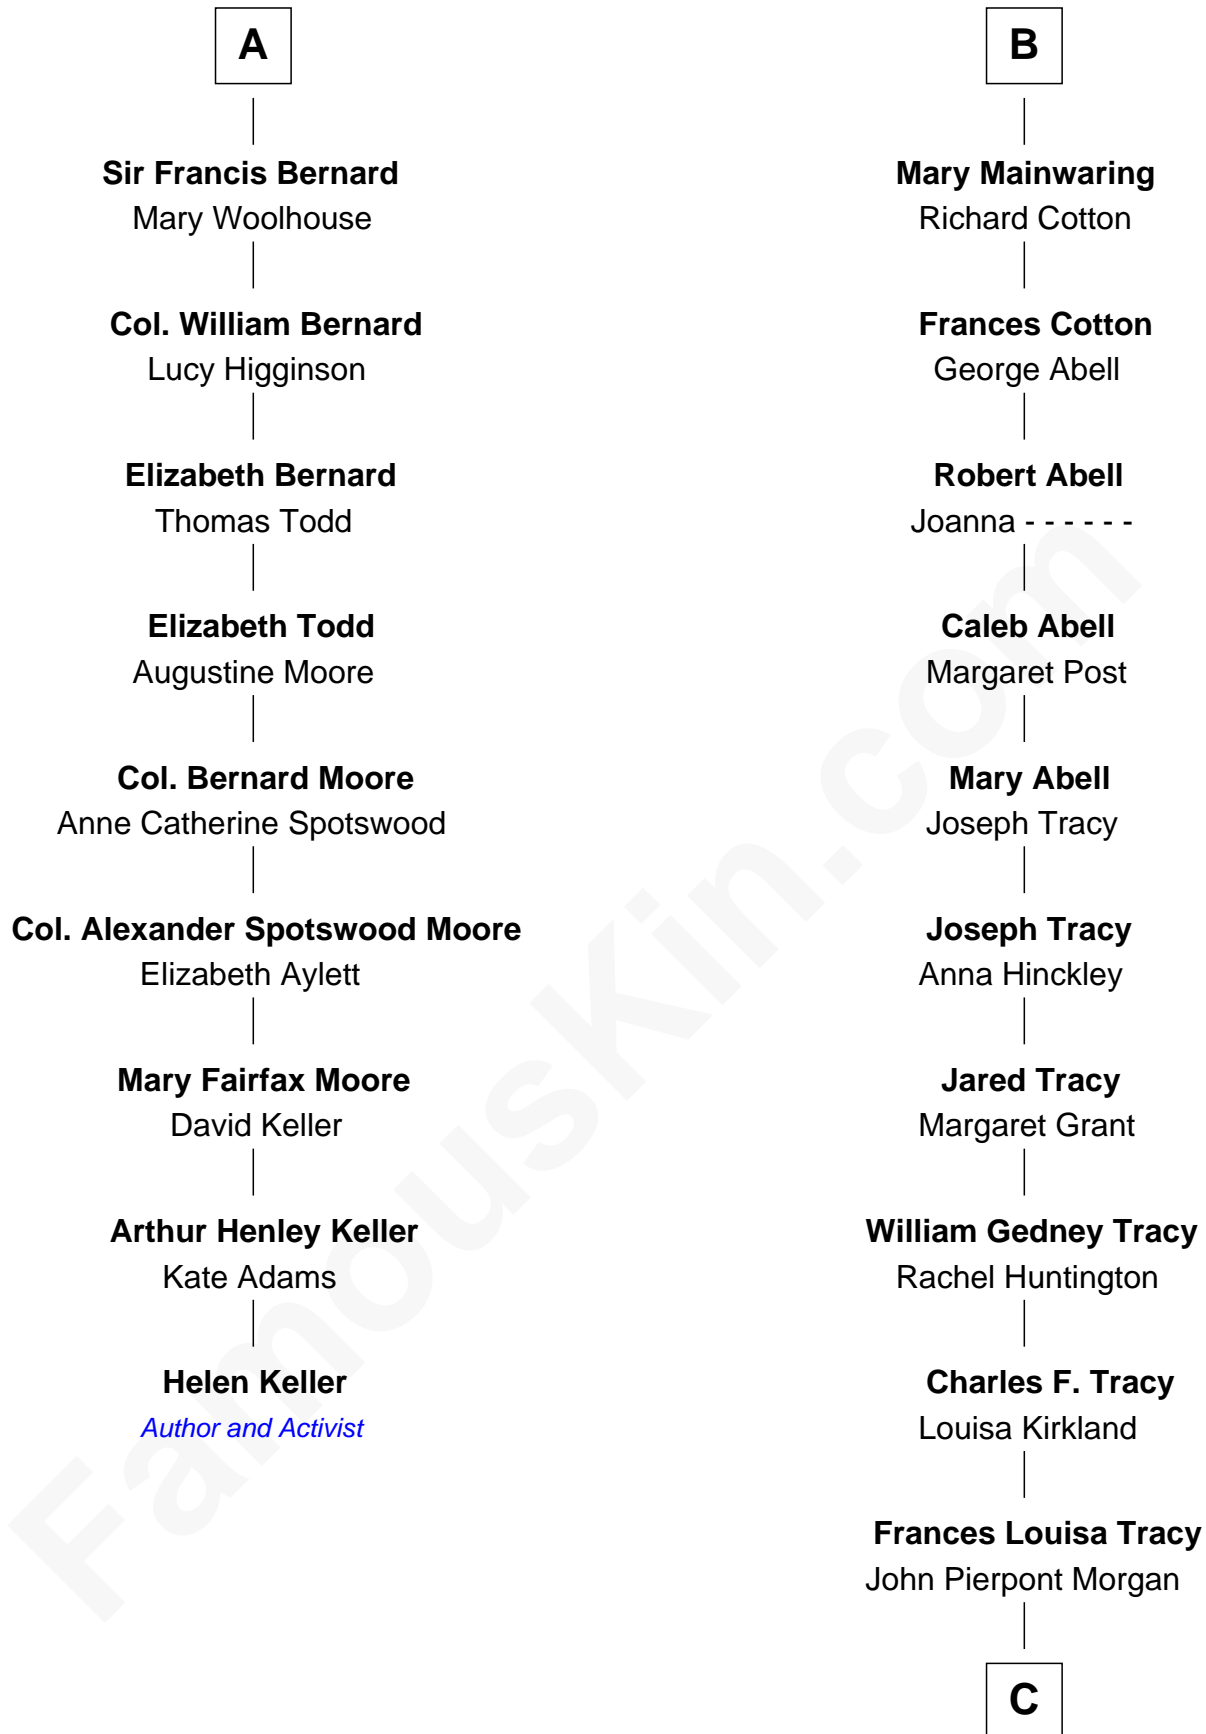 A
Sir Francis Bernard
Mary Woolhouse
Col. William Bernard
Lucy Higginson
Elizabeth Bernard
Thomas Todd
Elizabeth Todd
Augustine Moore
Col. Bernard Moore
Anne Catherine Spotswood
Col. Alexander Spotswood Moore
Elizabeth Aylett
Mary Fairfax Moore
David Keller
Arthur Henley Keller
Kate Adams
Helen Keller
Author and Activist
B
Mary Mainwaring
Richard Cotton
Frances Cotton
George Abell
Robert Abell
Joanna - - - - - -
Caleb Abell
Margaret Post
Mary Abell
Joseph Tracy
Joseph Tracy
Anna Hinckley
Jared Tracy
Margaret Grant
William Gedney Tracy
Rachel Huntington
Charles F. Tracy
Louisa Kirkland
Frances Louisa Tracy
John Pierpont Morgan
C
FamousKin.com